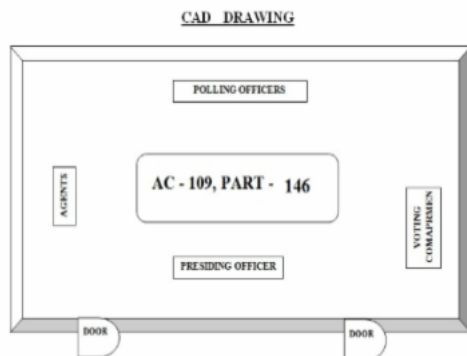 CAD DRAWING
POLLING OFFICERS
AGENTS
AC - 109, PART - 146
VOTING
COMAPRMEN
PRESIDING OFFICER
DOOR
DOOR